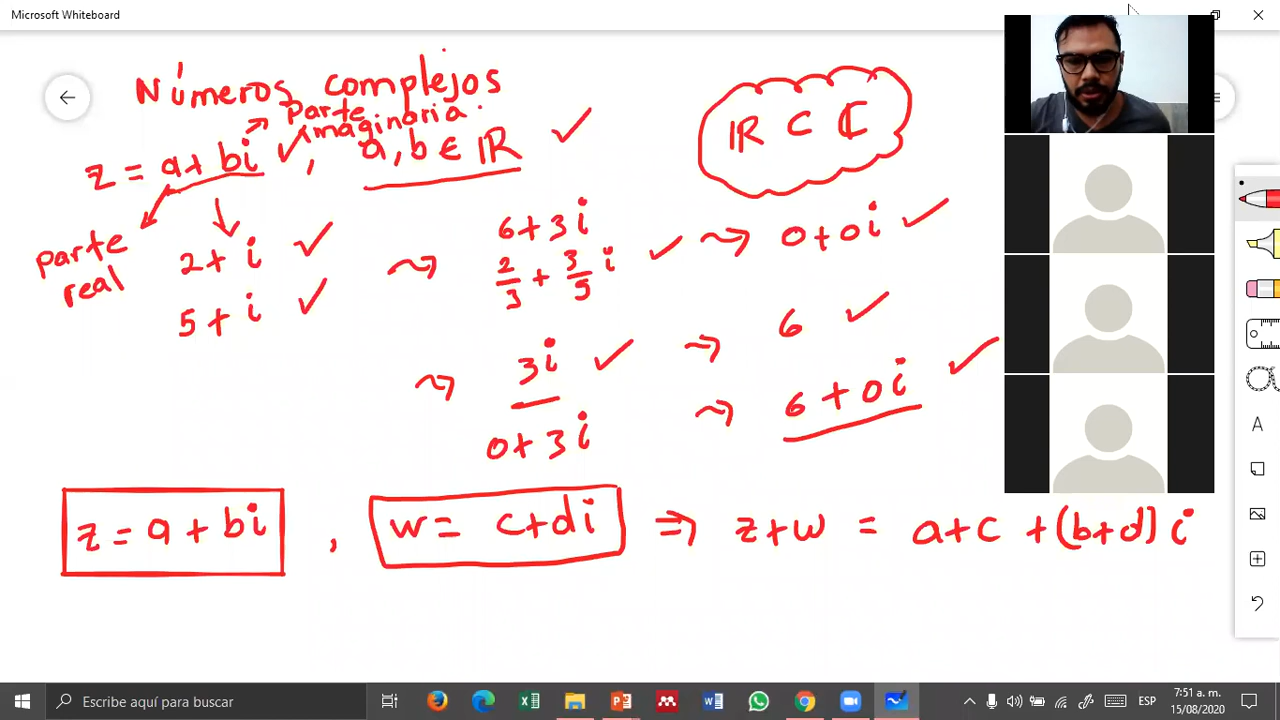 Microsoft Whiteboard
Números complejos
parte
imaginaria
z = a + bi , a, b ∈ ℝ
ℝ ⊂ ℂ
parte
real
2 + i
5 + i
6 + 3i
2/3 + 3/5 i
0 + 0i
3i
0 + 3i
6
6 + 0i
z = a + bi , w = c + di ⇒ z + w = a + c + (b + d) i
Escribe aquí para buscar
ESP
7:51 a. m.
15/08/2020